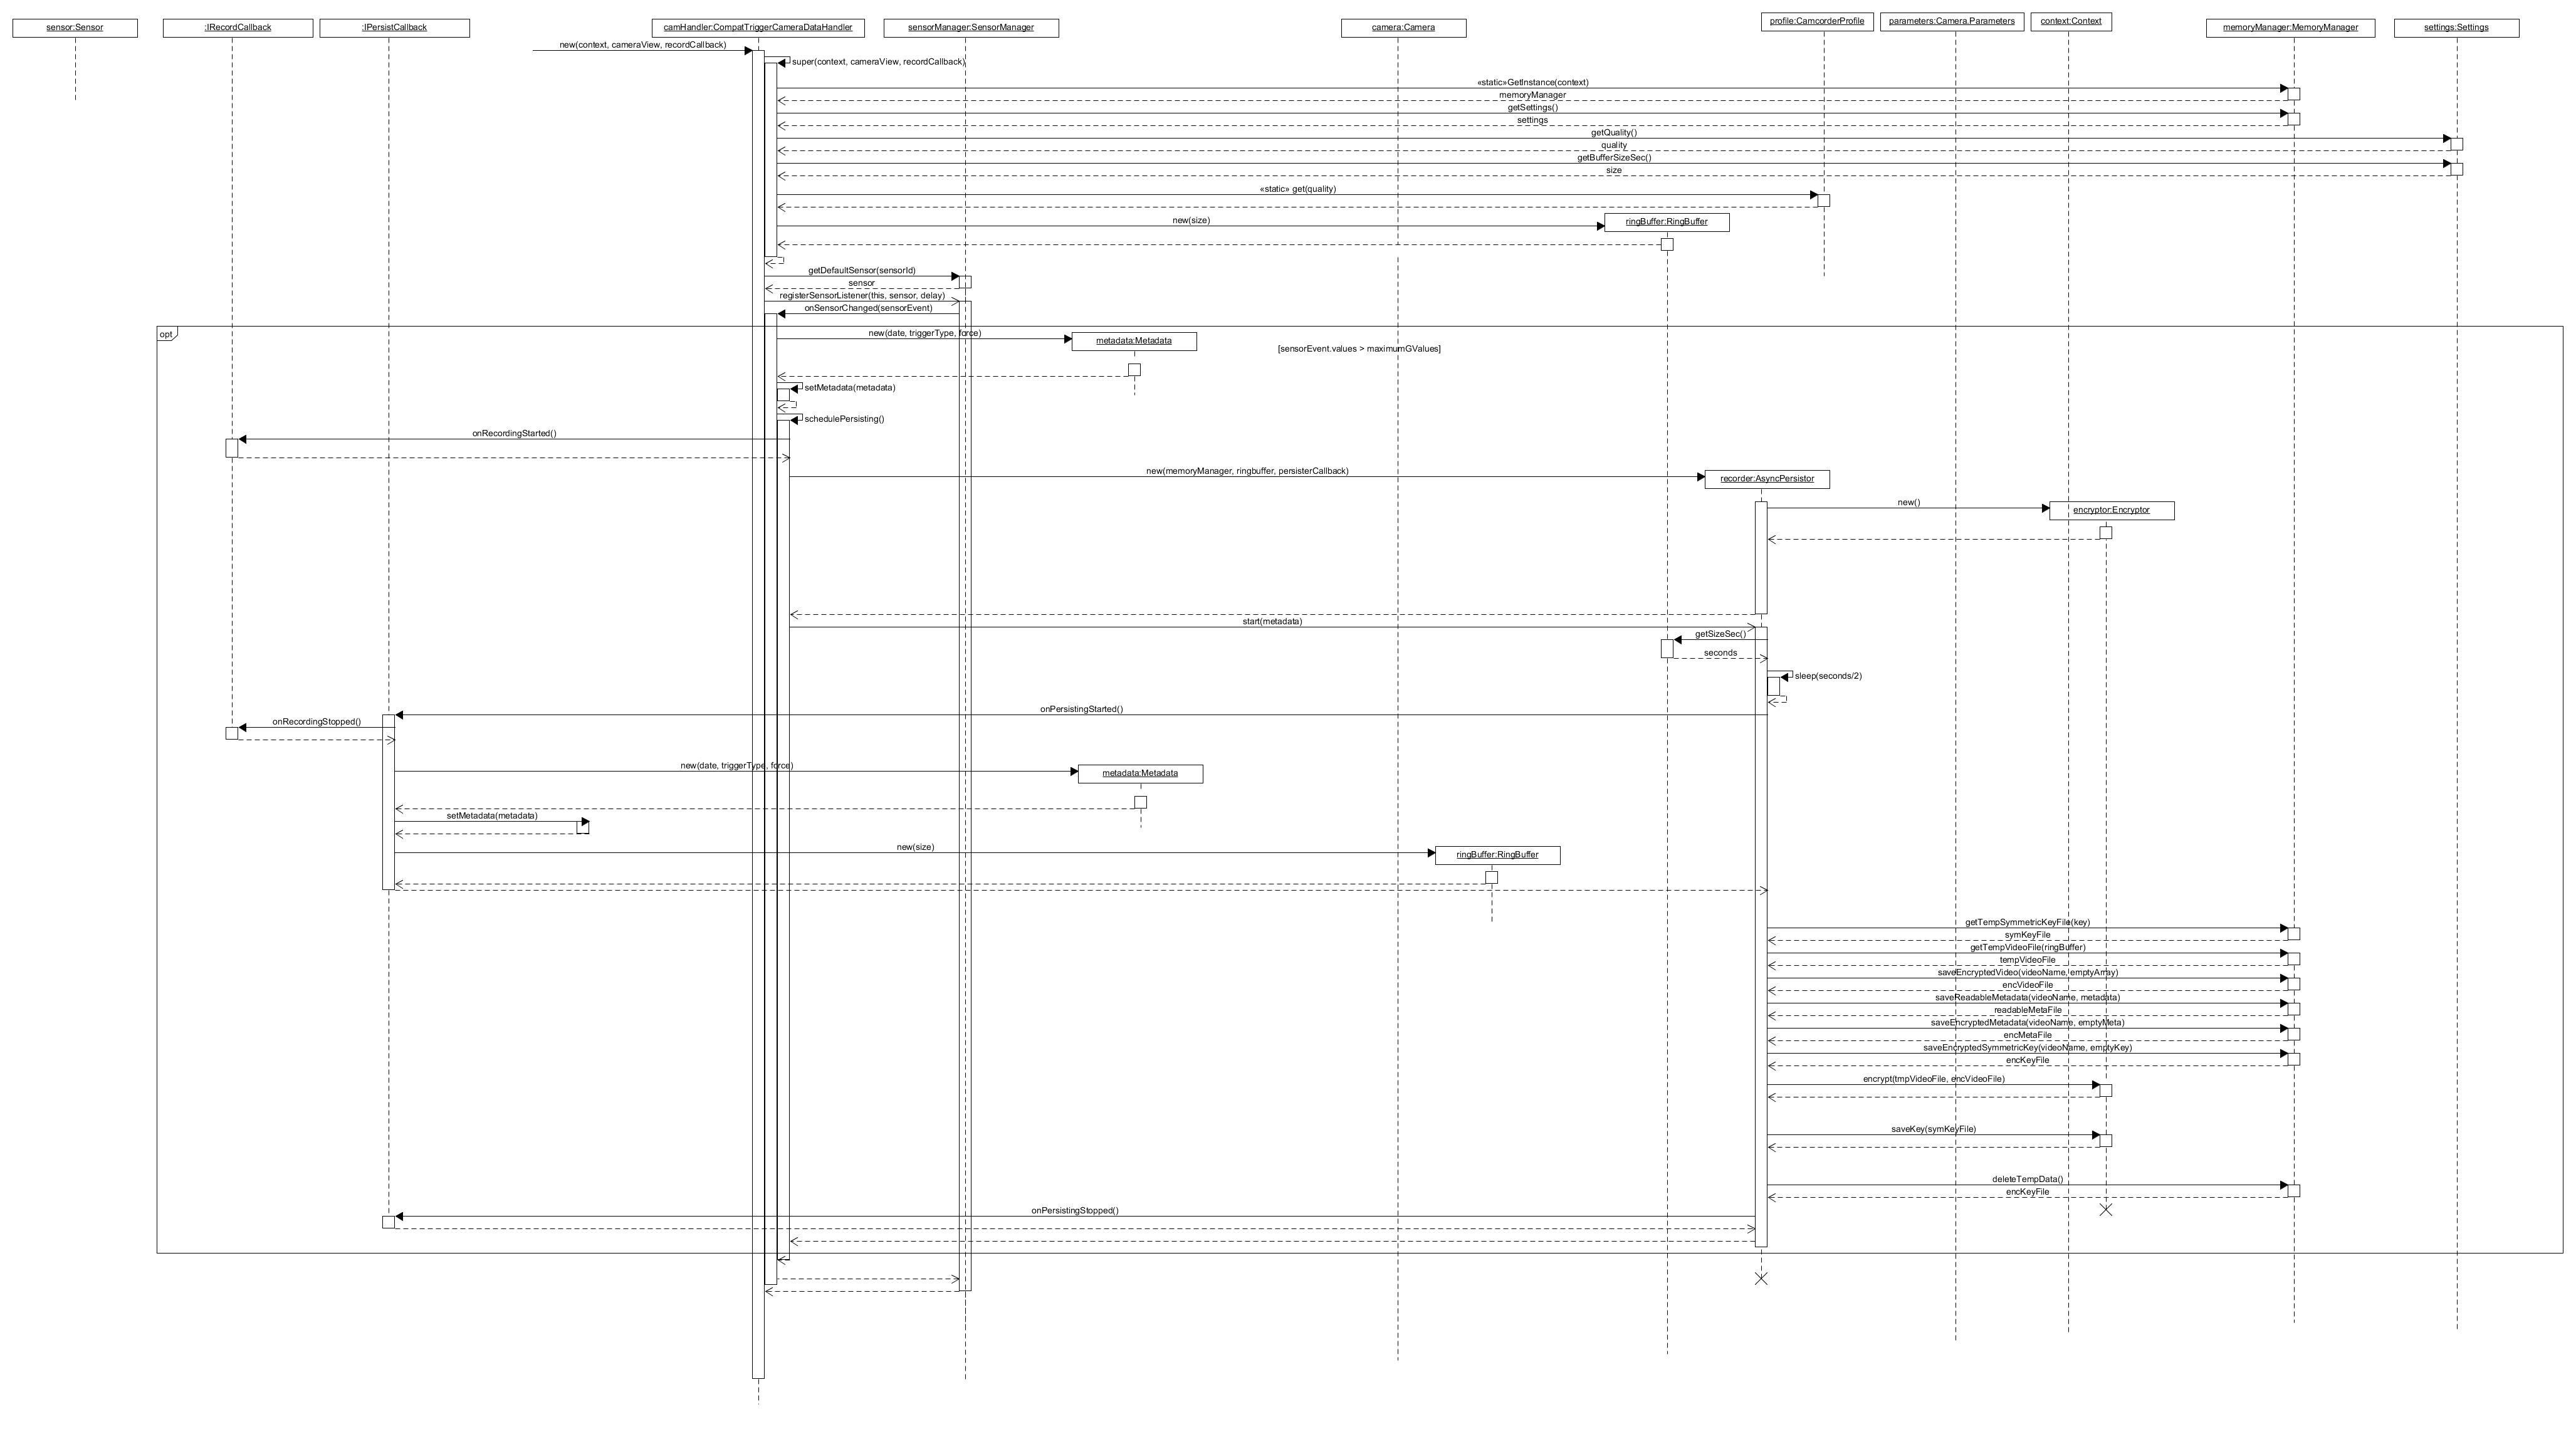 sensor:Sensor
:IRecordCallback
:IPersistCallback
camHandler:CompatTriggerCameraDataHandler
sensorManager:SensorManager
camera:Camera
profile:CamcorderProfile
parameters:Camera.Parameters
context:Context
memoryManager:MemoryManager
settings:Settings
new(context, cameraView, recordCallback)
super(context, cameraView, recordCallback)
«static»GetInstance(context)
memoryManager
getSettings()
settings
getQuality()
quality
getBufferSizeSec()
size
«static» get(quality)
new(size)
ringBuffer:RingBuffer
getDefaultSensor(sensorId)
sensor
registerSensorListener(this, sensor, delay)
onSensorChanged(sensorEvent)
opt
new(date, triggerType, force)
metadata:Metadata
[sensorEvent.values > maximumGValues]
setMetadata(metadata)
schedulePersisting()
onRecordingStarted()
new(memoryManager, ringbuffer, persisterCallback)
recorder:AsyncPersistor
new()
encryptor:Encryptor
start(metadata)
getSizeSec()
seconds
sleep(seconds/2)
onPersistingStarted()
onRecordingStopped()
new(date, triggerType, force)
metadata:Metadata
setMetadata(metadata)
new(size)
ringBuffer:RingBuffer
getTempSymmetricKeyFile(key)
symKeyFile
getTempVideoFile(ringBuffer)
tempVideoFile
saveEncryptedVideo(videoName, emptyArray)
encVideoFile
saveReadableMetadata(videoName, metadata)
readableMetaFile
saveEncryptedMetadata(videoName, emptyMeta)
encMetaFile
saveEncryptedSymmetricKey(videoName, emptyKey)
encKeyFile
encrypt(tmpVideoFile, encVideoFile)
saveKey(symKeyFile)
deleteTempData()
encKeyFile
onPersistingStopped()